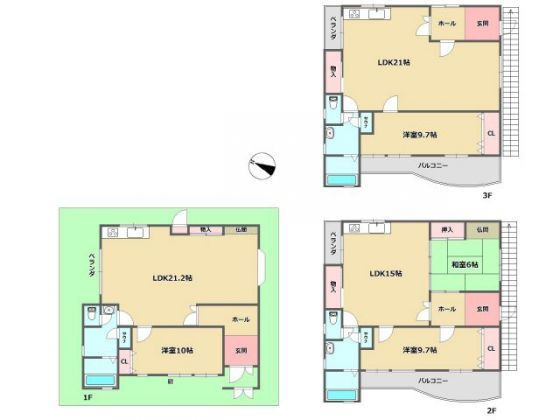 ベランダ
ホール
玄関
LDK21帖
物入
洋室9.7帖
CL
バルコニー
3F
物入
仏間
ベランダ
LDK21.2帖
ホール
玄関
洋室10帖
CL
1F
ベランダ
押入
仏間
和室6帖
LDK15帖
物入
ホール
玄関
洋室9.7帖
CL
バルコニー
2F